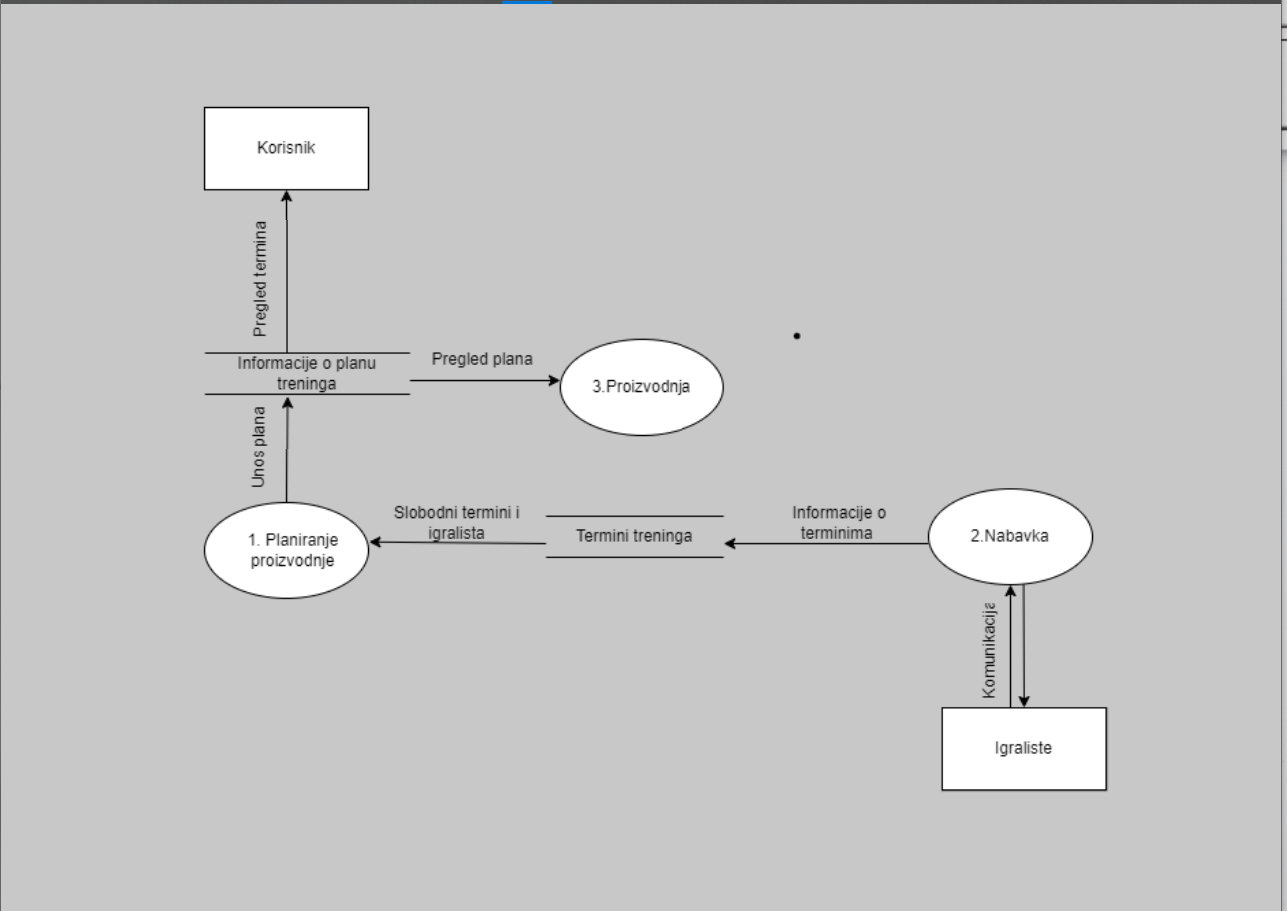 Korisnik
Pregled termina
Informacije o planu
treninga
Pregled plana
3.Proizvodnja
Unos plana
1. Planiranje
proizvodnje
Slobodni termini i
igralista
Termini treninga
Informacije o
terminima
2.Nabavka
Komunikacija
Igraliste